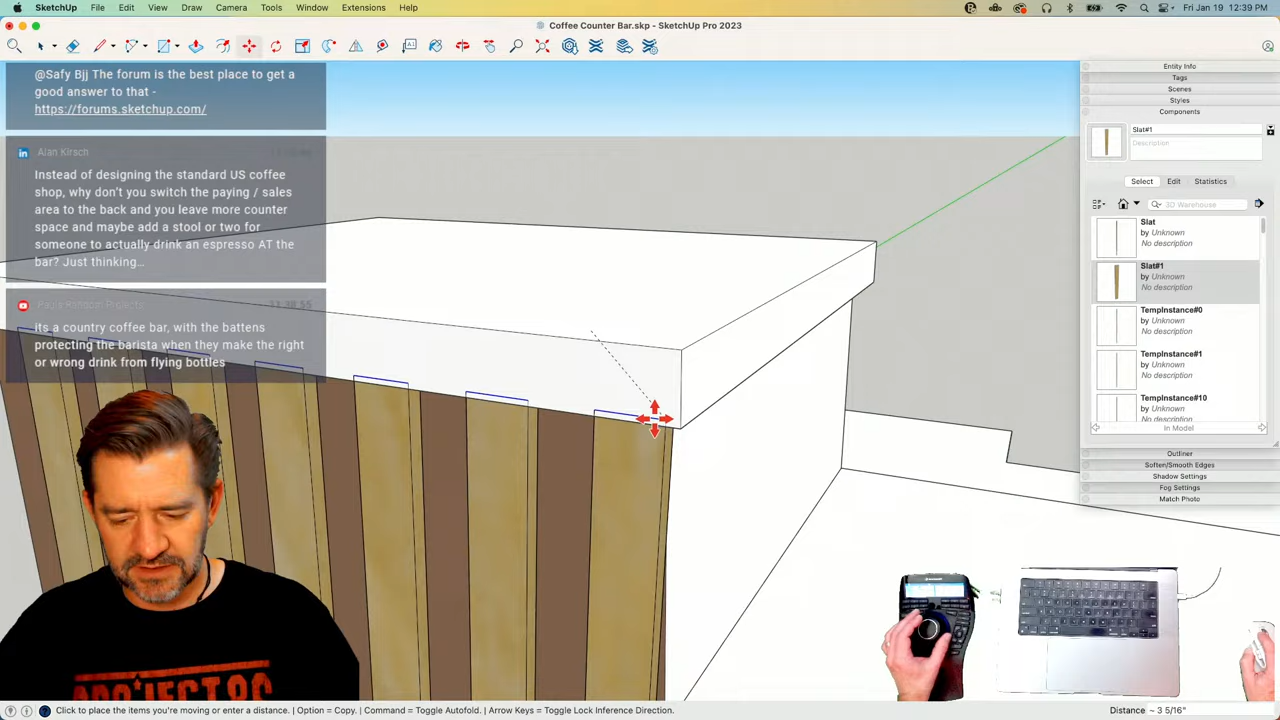 SketchUp File Edit View Draw Camera Tools Window Extensions Help
Fri Jan 19 12:39 PM
Coffee Counter Bar.skp - SketchUp Pro 2023
@Safy Bjj The forum is the best place to get a
good answer to that -
https://forums.sketchup.com/
Alan Kirsch
Instead of designing the standard US coffee
shop, why don't you switch the paying / sales
area to the back and you leave more counter
space and maybe add a stool or two for
someone to actually drink an espresso AT the
bar? Just thinking...
Paul's Random Projects
its a country coffee bar, with the battens
protecting the barista when they make the right
or wrong drink from flying bottles
Entity Info
Tags
Scenes
Styles
Components
Slat#1
Description
Select Edit Statistics
3D Warehouse
Slat
by Unknown
No description
Slat#1
by Unknown
No description
TempInstance#0
by Unknown
No description
TempInstance#1
by Unknown
No description
TempInstance#10
by Unknown
No description
In Model
Outliner
Soften/Smooth Edges
Shadow Settings
Fog Settings
Match Photo
Click to place the items you're moving or enter a distance. | Option = Copy. | Command = Toggle Autofold. | Arrow Keys = Toggle Lock Inference Direction.
Distance ~ 3 5/16"